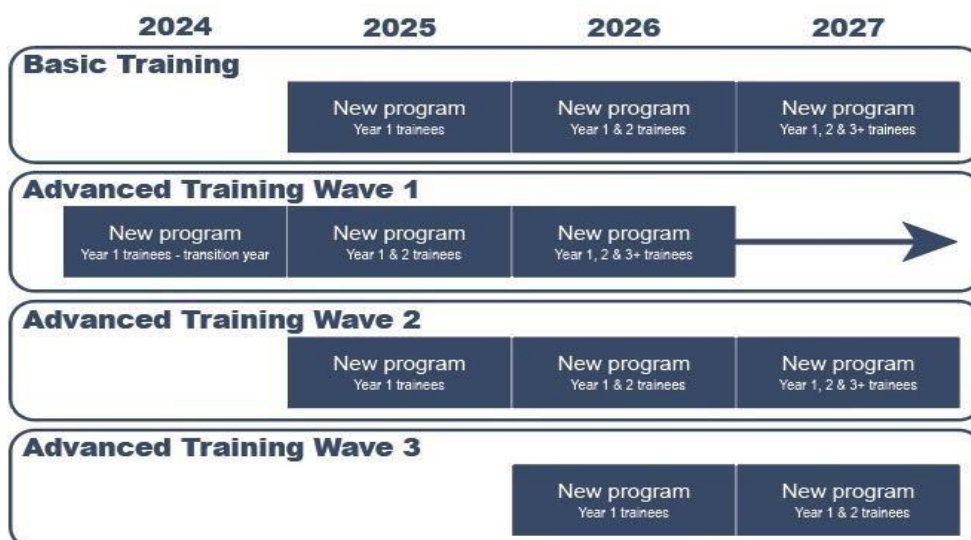 2024 2025 2026 2027
Basic Training
New program New program New program
Year 1 trainees Year 1 & 2 trainees Year 1, 2 & 3+ trainees
Advanced Training Wave 1
New program New program New program
Year 1 trainees - transition year Year 1 & 2 trainees Year 1, 2 & 3+ trainees
Advanced Training Wave 2
New program New program New program
Year 1 trainees Year 1 & 2 trainees Year 1, 2 & 3+ trainees
Advanced Training Wave 3
New program New program
Year 1 trainees Year 1 & 2 trainees